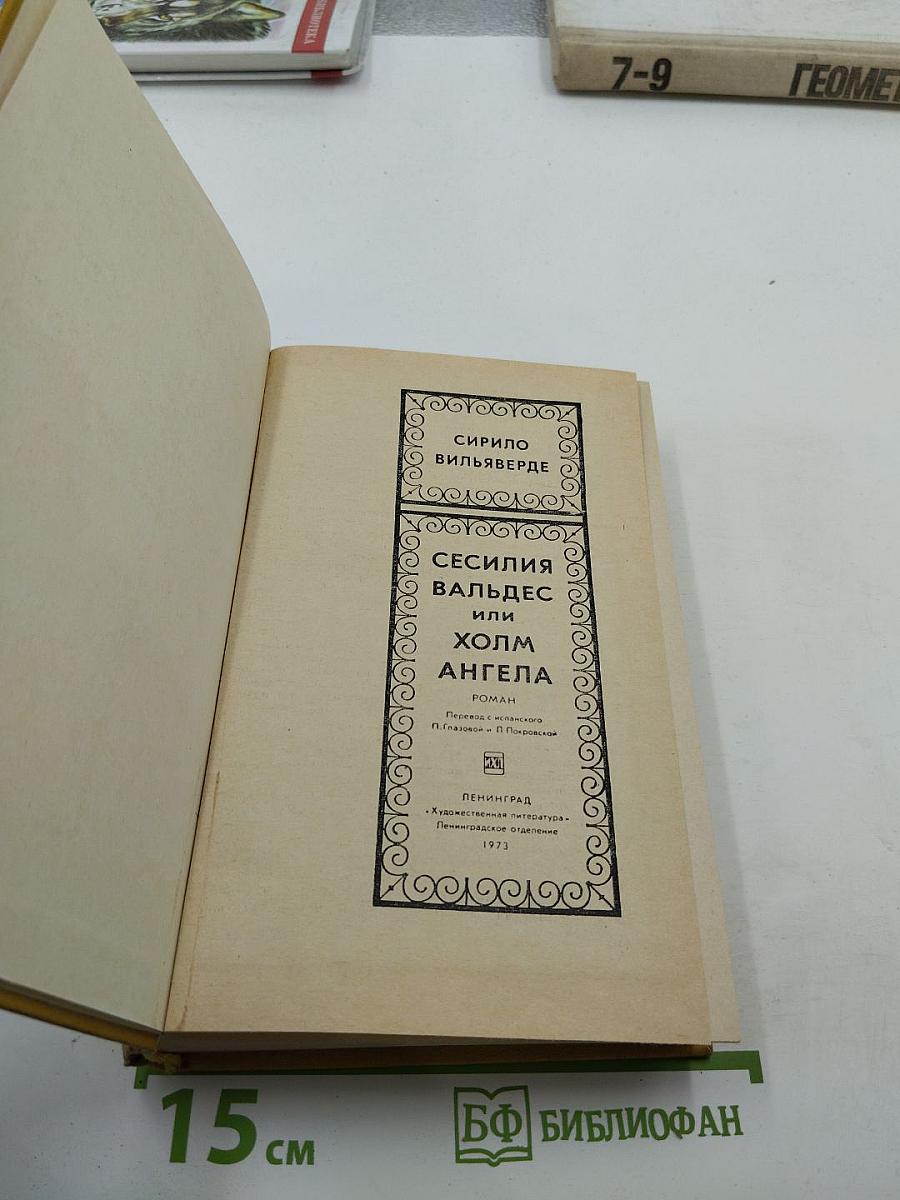 БИБЛИОТЕКА
7-9 ГЕОМЕТ
СИРИЛО
ВИЛЬЯВЕРДЕ
СЕСИЛИЯ
ВАЛЬДЕС
ИЛИ
ХОЛМ
АНГЕЛА
РОМАН
Перевод с испанского
П. Глазовой и Л. Покровской
ЛЕНИНГРАД
«Художественная литература»
Ленинградское отделение
1973
15 см
БФ БИБЛИОФАН